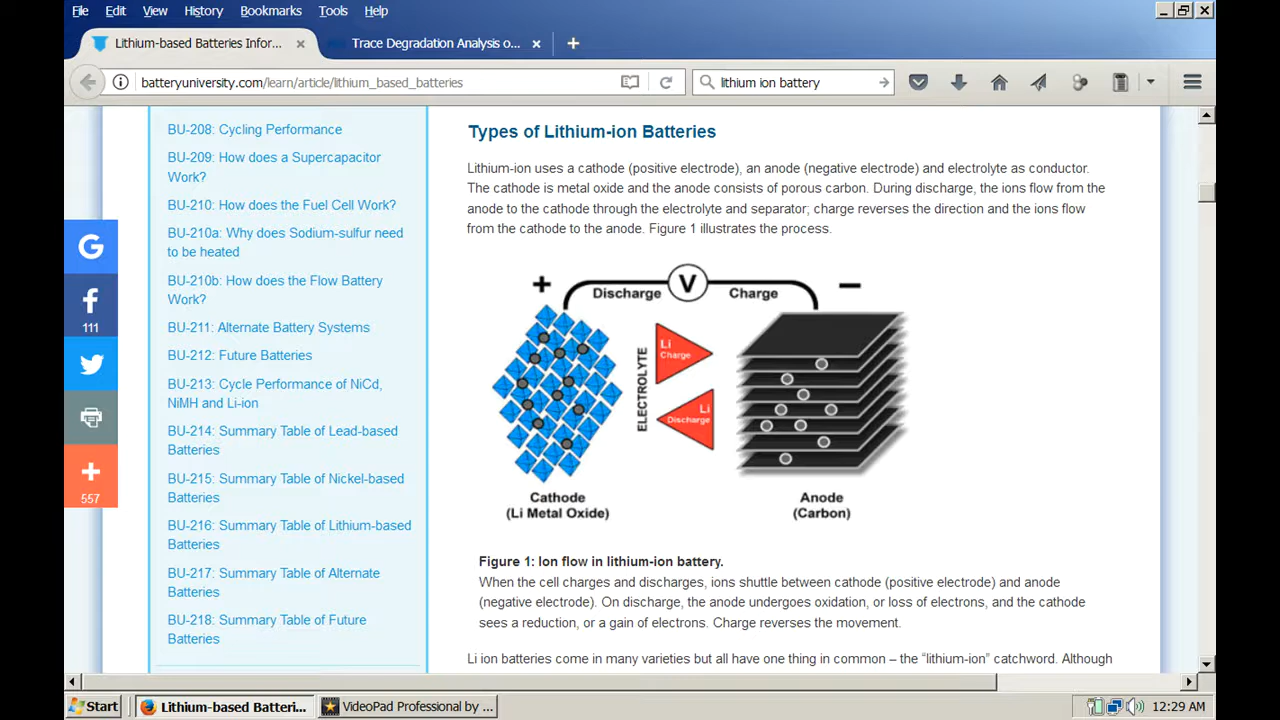 File Edit View History Bookmarks Tools Help
Lithium-based Batteries Infor...
Trace Degradation Analysis o...
batteryuniversity.com/learn/article/lithium_based_batteries
lithium ion battery
BU-208: Cycling Performance
BU-209: How does a Supercapacitor
Work?
BU-210: How does the Fuel Cell Work?
BU-210a: Why does Sodium-sulfur need
to be heated
BU-210b: How does the Flow Battery
Work?
BU-211: Alternate Battery Systems
BU-212: Future Batteries
BU-213: Cycle Performance of NiCd,
NiMH and Li-ion
BU-214: Summary Table of Lead-based
Batteries
BU-215: Summary Table of Nickel-based
Batteries
BU-216: Summary Table of Lithium-based
Batteries
BU-217: Summary Table of Alternate
Batteries
BU-218: Summary Table of Future
Batteries
G
f
111
+
557
Types of Lithium-ion Batteries
Lithium-ion uses a cathode (positive electrode), an anode (negative electrode) and electrolyte as conductor.
The cathode is metal oxide and the anode consists of porous carbon. During discharge, the ions flow from the
anode to the cathode through the electrolyte and separator; charge reverses the direction and the ions flow
from the cathode to the anode. Figure 1 illustrates the process.
+ Discharge V Charge −
ELECTROLYTE
Li
Charge
Li
Discharge
Cathode
(Li Metal Oxide)
Anode
(Carbon)
Figure 1: Ion flow in lithium-ion battery.
When the cell charges and discharges, ions shuttle between cathode (positive electrode) and anode
(negative electrode). On discharge, the anode undergoes oxidation, or loss of electrons, and the cathode
sees a reduction, or a gain of electrons. Charge reverses the movement.
Li ion batteries come in many varieties but all have one thing in common – the “lithium-ion” catchword. Although
Start
Lithium-based Batteri...
VideoPad Professional by ...
12:29 AM